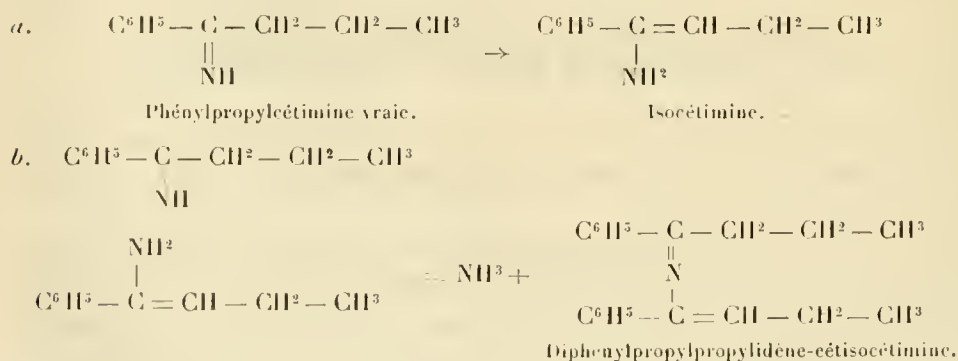 a. C⁶H⁵ — C — CH² — CH² — CH³ → C⁶H⁵ — C = CH — CH² — CH³
|| |
NH NH²
Phénylpropylcétimine vraie. Isocétimine.
b. C⁶H⁵ — C — CH² — CH² — CH³
||
NH
NH² C⁶H⁵ — C — CH² — CH² — CH³
| ||
C⁶H⁵ — C = CH — CH² — CH³ = NH³ + N
|
C⁶H⁵ — C = CH — CH² — CH³
Diphenylpropylpropylidène-cétisocétimine.